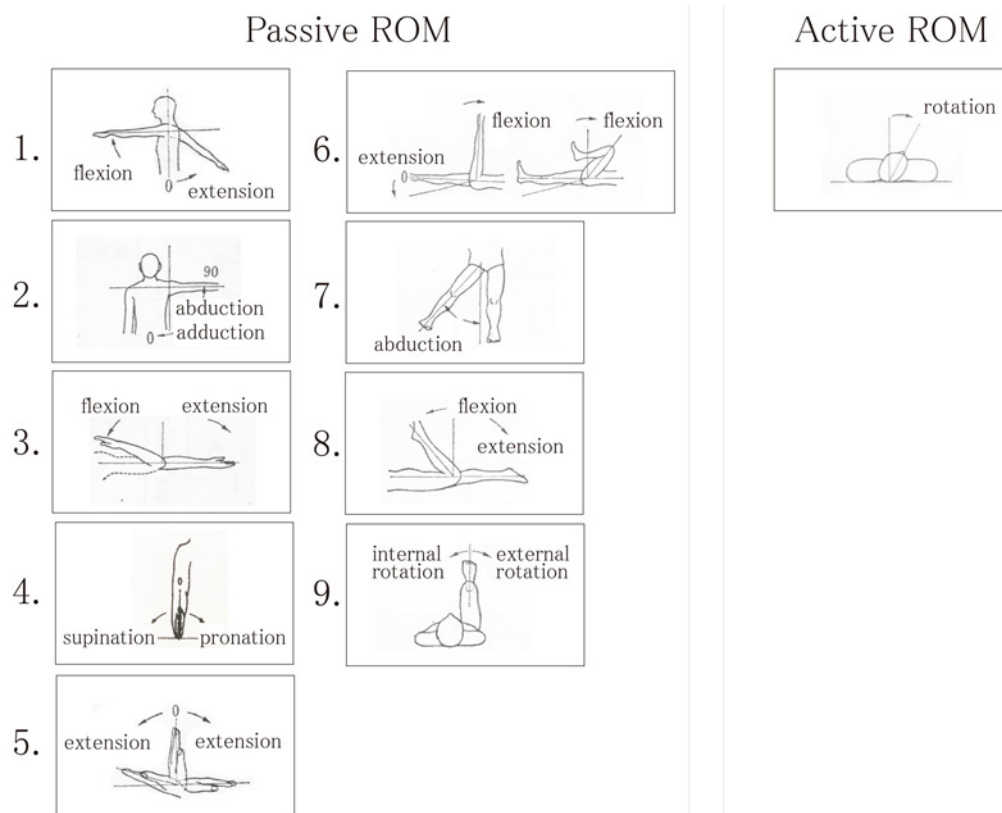 Passive ROM
1.
flexion
0
extension
2.
90
abduction
adduction
0
3.
flexion
extension
4.
0
supination
pronation
5.
0
extension
extension
6.
flexion
flexion
extension
0
7.
abduction
8.
flexion
extension
9.
internal
rotation
external
rotation
Active ROM
rotation